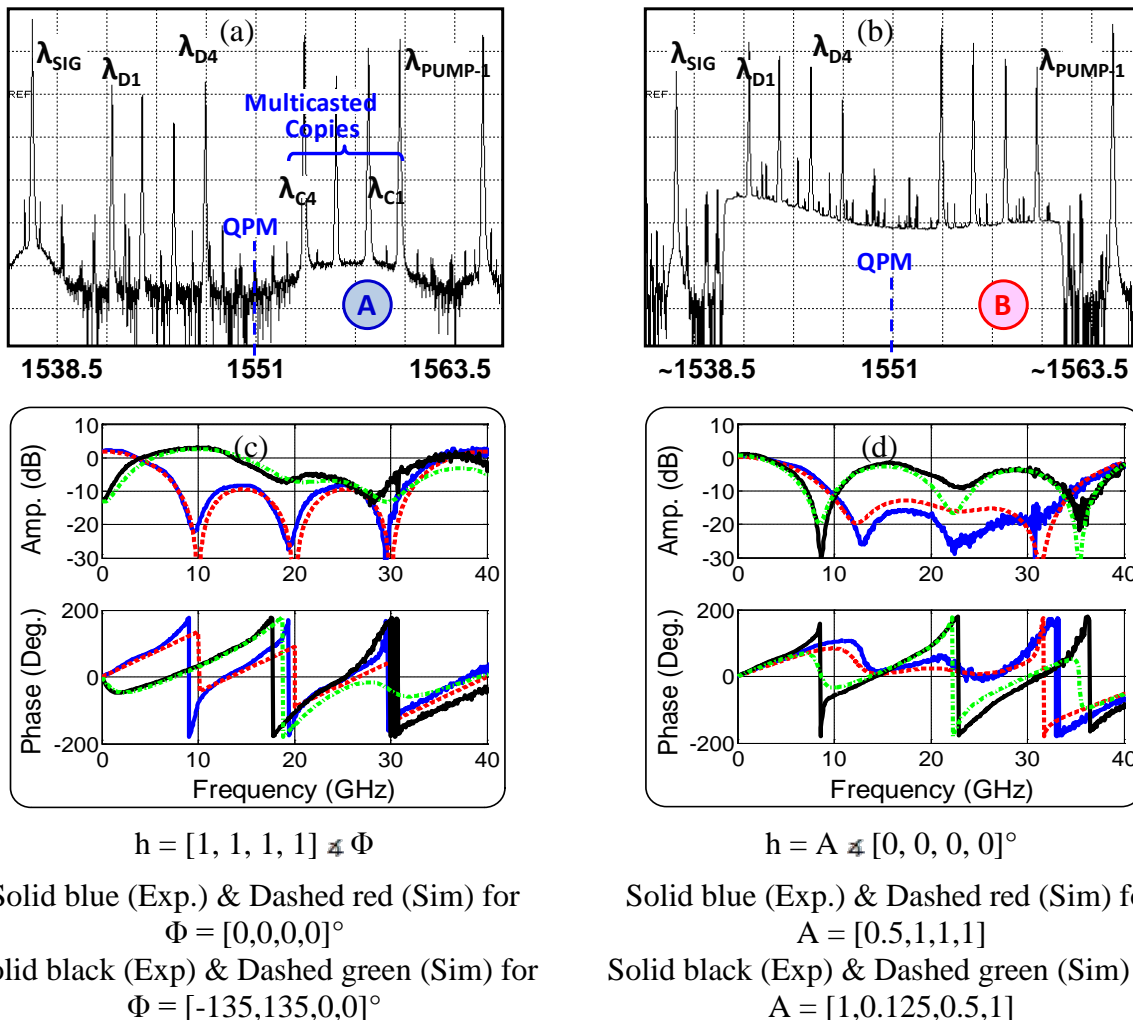 (a)
λSIG
λD1
λD4
λPUMP-1
REF
Multicasted
Copies
λC4
λC1
QPM
A
1538.5 1551 1563.5
(b)
λSIG
λD1
λD4
λPUMP-1
REF
QPM
B
~1538.5 1551 ~1563.5
(c)
Amp. (dB)
10
0
-10
-20
-30
0 10 20 30 40
Phase (Deg.)
200
0
-200
0 10 20 30 40
Frequency (GHz)
(d)
Amp. (dB)
10
0
-10
-20
-30
0 10 20 30 40
Phase (Deg.)
200
0
-200
0 10 20 30 40
Frequency (GHz)
h = [1, 1, 1, 1] ∡ Φ
olid blue (Exp.) & Dashed red (Sim) for
Φ = [0,0,0,0]°
olid black (Exp) & Dashed green (Sim) for
Φ = [-135,135,0,0]°
h = A ∡ [0, 0, 0, 0]°
Solid blue (Exp.) & Dashed red (Sim) fo
A = [0.5,1,1,1]
Solid black (Exp) & Dashed green (Sim)
A = [1,0.125,0.5,1]